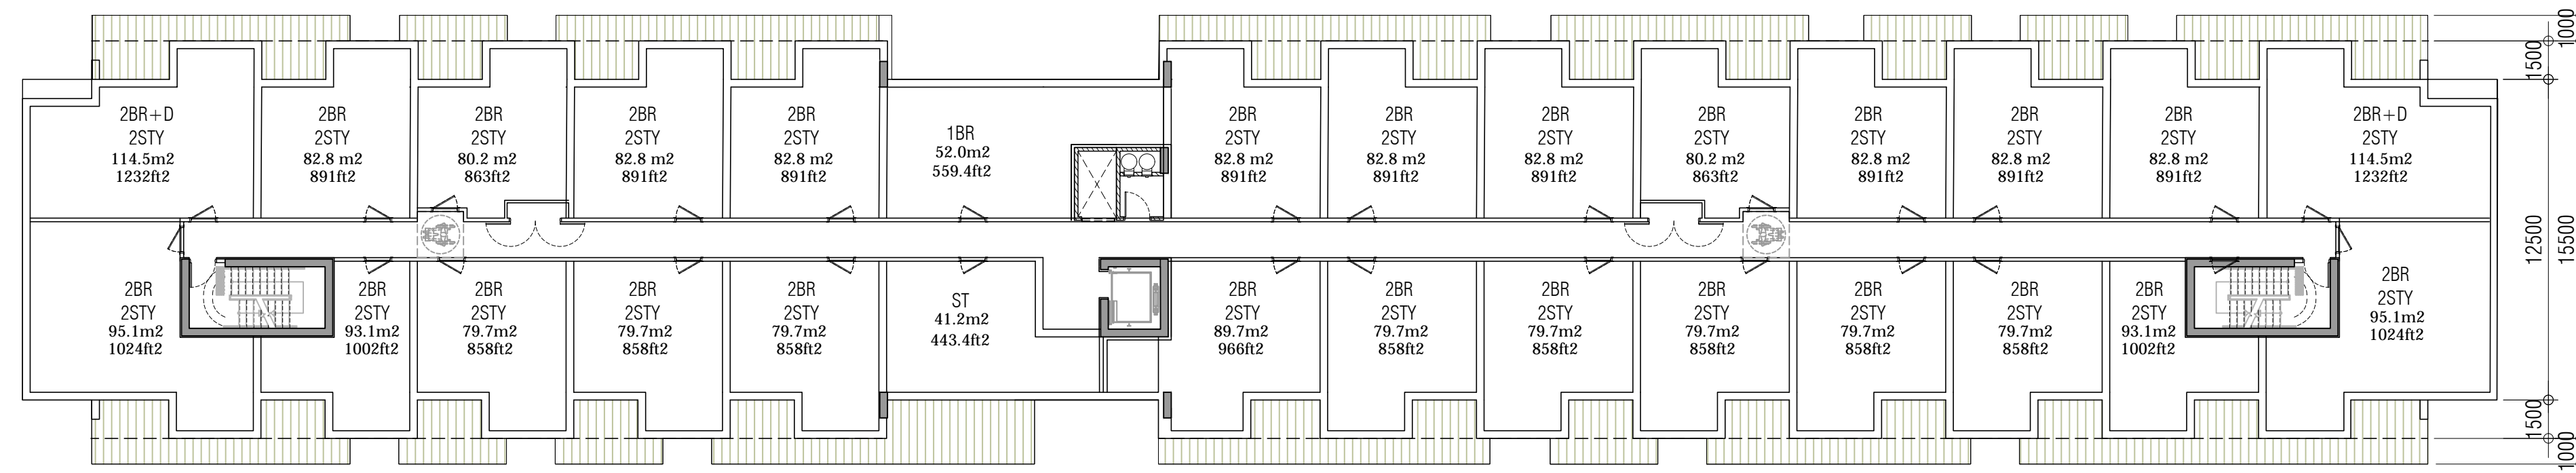 2BR+D
2STY
114.5m2
1232ft2
2BR
2STY
82.8 m2
891ft2
2BR
2STY
80.2 m2
863ft2
2BR
2STY
82.8 m2
891ft2
2BR
2STY
82.8 m2
891ft2
1BR
52.0m2
559.4ft2
2BR
2STY
82.8 m2
891ft2
2BR
2STY
82.8 m2
891ft2
2BR
2STY
82.8 m2
891ft2
2BR
2STY
80.2 m2
863ft2
2BR
2STY
82.8 m2
891ft2
2BR
2STY
82.8 m2
891ft2
2BR
2STY
82.8 m2
891ft2
2BR+D
2STY
114.5m2
1232ft2
2BR
2STY
95.1m2
1024ft2
2BR
2STY
93.1m2
1002ft2
2BR
2STY
79.7m2
858ft2
2BR
2STY
79.7m2
858ft2
2BR
2STY
79.7m2
858ft2
ST
41.2m2
443.4ft2
2BR
2STY
89.7m2
966ft2
2BR
2STY
79.7m2
858ft2
2BR
2STY
79.7m2
858ft2
2BR
2STY
79.7m2
858ft2
2BR
2STY
79.7m2
858ft2
2BR
2STY
79.7m2
858ft2
2BR
2STY
93.1m2
1002ft2
2BR
2STY
95.1m2
1024ft2
1000
1500
12500
15500
1500
1000